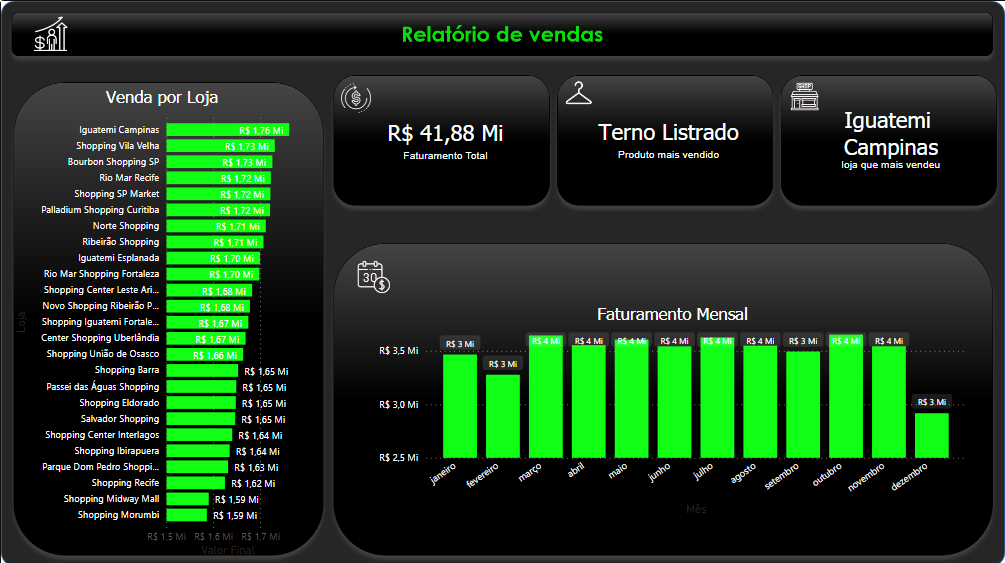 Relatório de vendas
Venda por Loja
Iguatemi Campinas R$ 1,76 Mi
Shopping Vila Velha R$ 1,73 Mi
Bourbon Shopping SP R$ 1,73 Mi
Rio Mar Recife R$ 1,72 Mi
Shopping SP Market R$ 1,72 Mi
Palladium Shopping Curitiba R$ 1,72 Mi
Norte Shopping R$ 1,71 Mi
Ribeirão Shopping R$ 1,71 Mi
Iguatemi Esplanada R$ 1,70 Mi
Rio Mar Shopping Fortaleza R$ 1,70 Mi
Shopping Center Leste Ari... R$ 1,68 Mi
Novo Shopping Ribeirão P... R$ 1,68 Mi
Shopping Iguatemi Fortale... R$ 1,67 Mi
Center Shopping Uberlândia R$ 1,67 Mi
Shopping União de Osasco R$ 1,66 Mi
Shopping Barra R$ 1,65 Mi
Passei das Águas Shopping R$ 1,65 Mi
Shopping Eldorado R$ 1,65 Mi
Salvador Shopping R$ 1,65 Mi
Shopping Center Interlagos R$ 1,64 Mi
Shopping Ibirapuera R$ 1,64 Mi
Parque Dom Pedro Shoppi... R$ 1,63 Mi
Shopping Recife R$ 1,62 Mi
Shopping Midway Mall R$ 1,59 Mi
Shopping Morumbi R$ 1,59 Mi
R$ 1,5 Mi R$ 1,6 Mi R$ 1,7 Mi
Valor Final
Loja
$
R$ 41,88 Mi
Faturamento Total
Terno Listrado
Produto mais vendido
SHOP
Iguatemi
Campinas
loja que mais vendeu
30
$
Faturamento Mensal
R$ 3,5 Mi
R$ 3,0 Mi
R$ 2,5 Mi
R$ 3 Mi R$ 3 Mi R$ 4 Mi R$ 4 Mi R$ 4 Mi R$ 4 Mi R$ 4 Mi R$ 4 Mi R$ 3 Mi R$ 4 Mi R$ 4 Mi R$ 3 Mi
janeiro fevereiro março abril maio junho julho agosto setembro outubro novembro dezembro
Mês